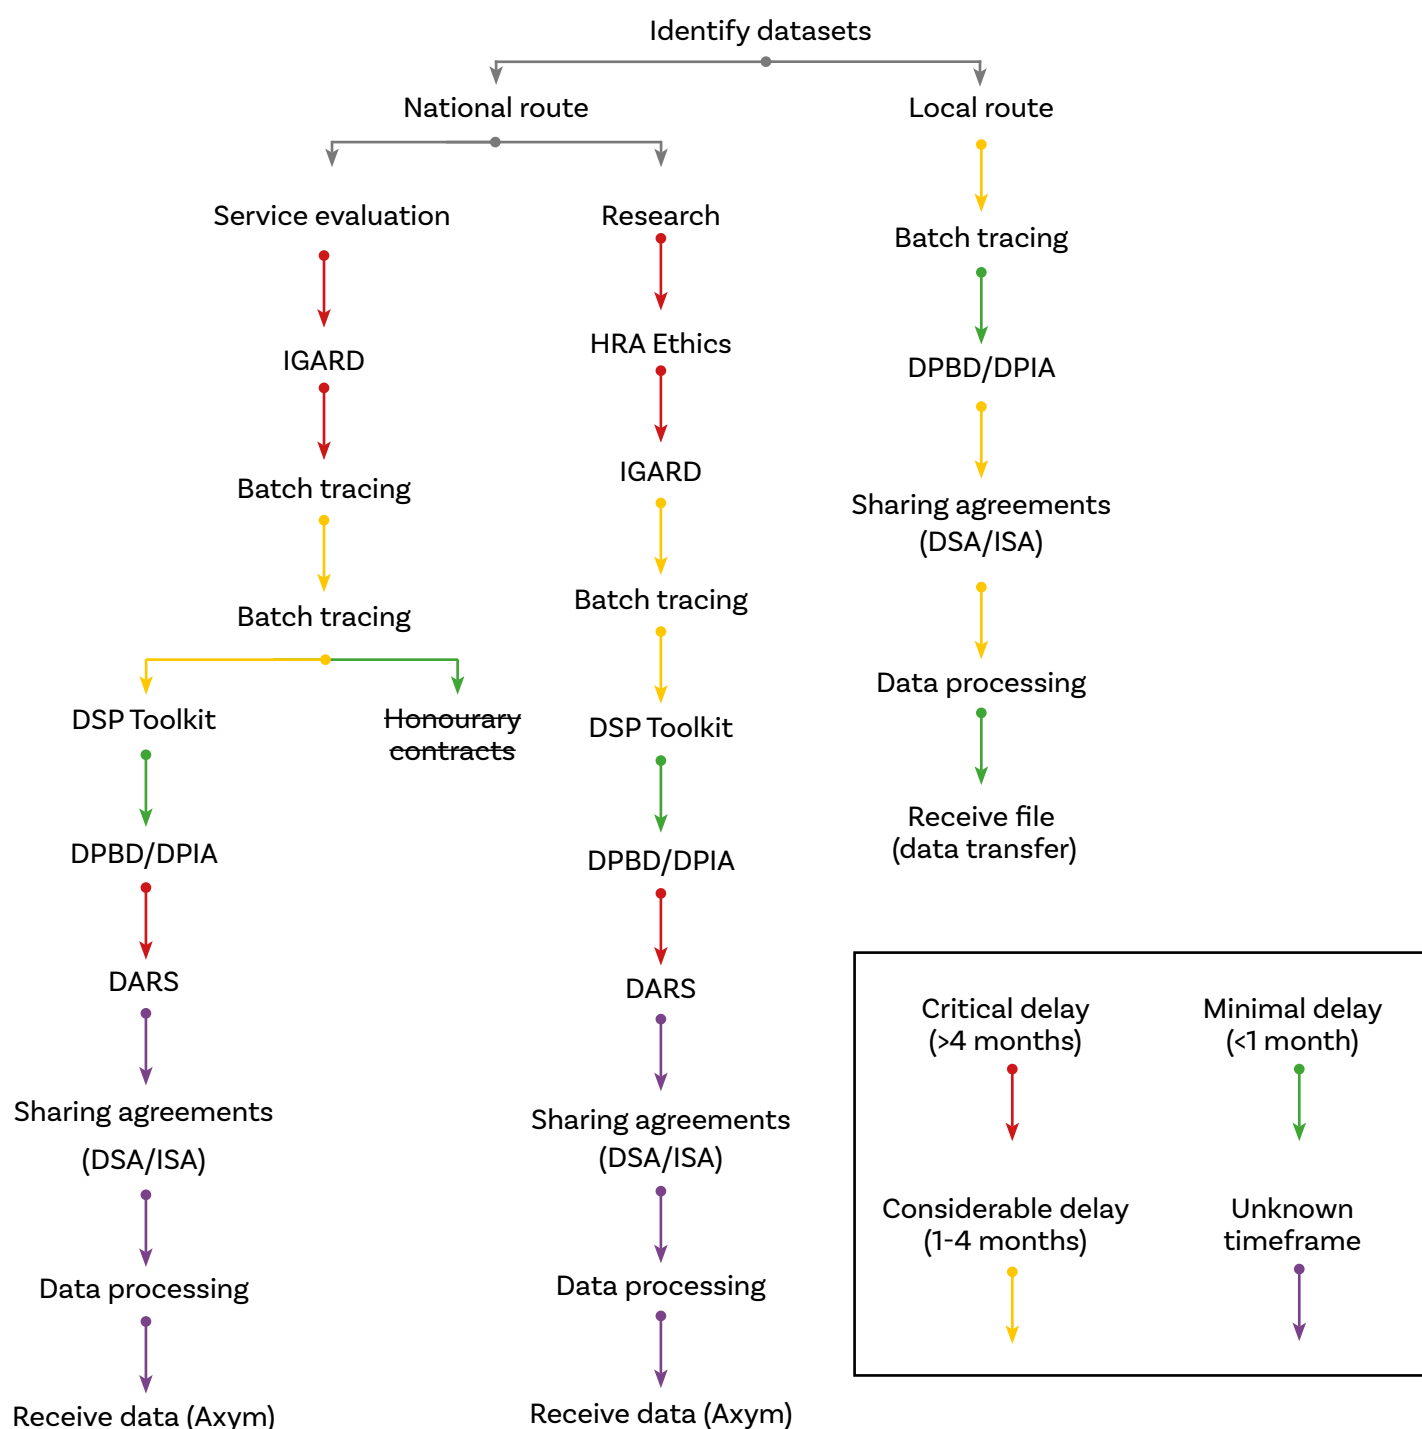 Identify datasets
National route
Local route
Service evaluation
Research
Batch tracing
HRA Ethics
IGARD
DPBD/DPIA
IGARD
Batch tracing
Sharing agreements
(DSA/ISA)
Batch tracing
Batch tracing
Data processing
DSP Toolkit
Honourary
contracts
DSP Toolkit
Receive file
(data transfer)
DPBD/DPIA
DPBD/DPIA
DARS
DARS
Critical delay
(>4 months)
Minimal delay
(<1 month)
Sharing agreements
(DSA/ISA)
Sharing agreements
(DSA/ISA)
Considerable delay
(1-4 months)
Unknown
timeframe
Data processing
Data processing
Receive data (Axym)
Receive data (Axym)